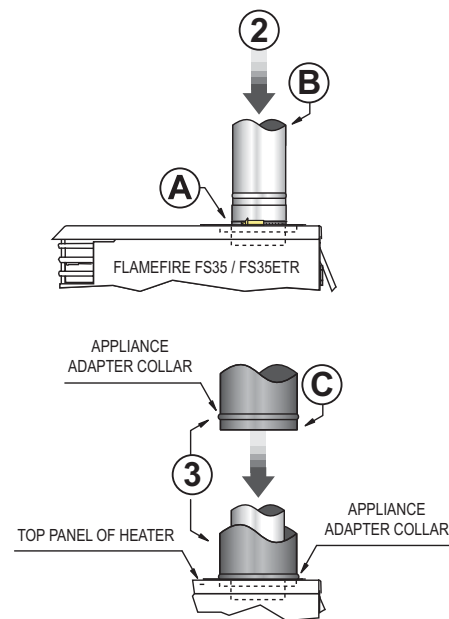 2
B
A
FLAMEFIRE FS35 / FS35ETR
APPLIANCE
ADAPTER COLLAR
C
3
TOP PANEL OF HEATER
APPLIANCE
ADAPTER COLLAR